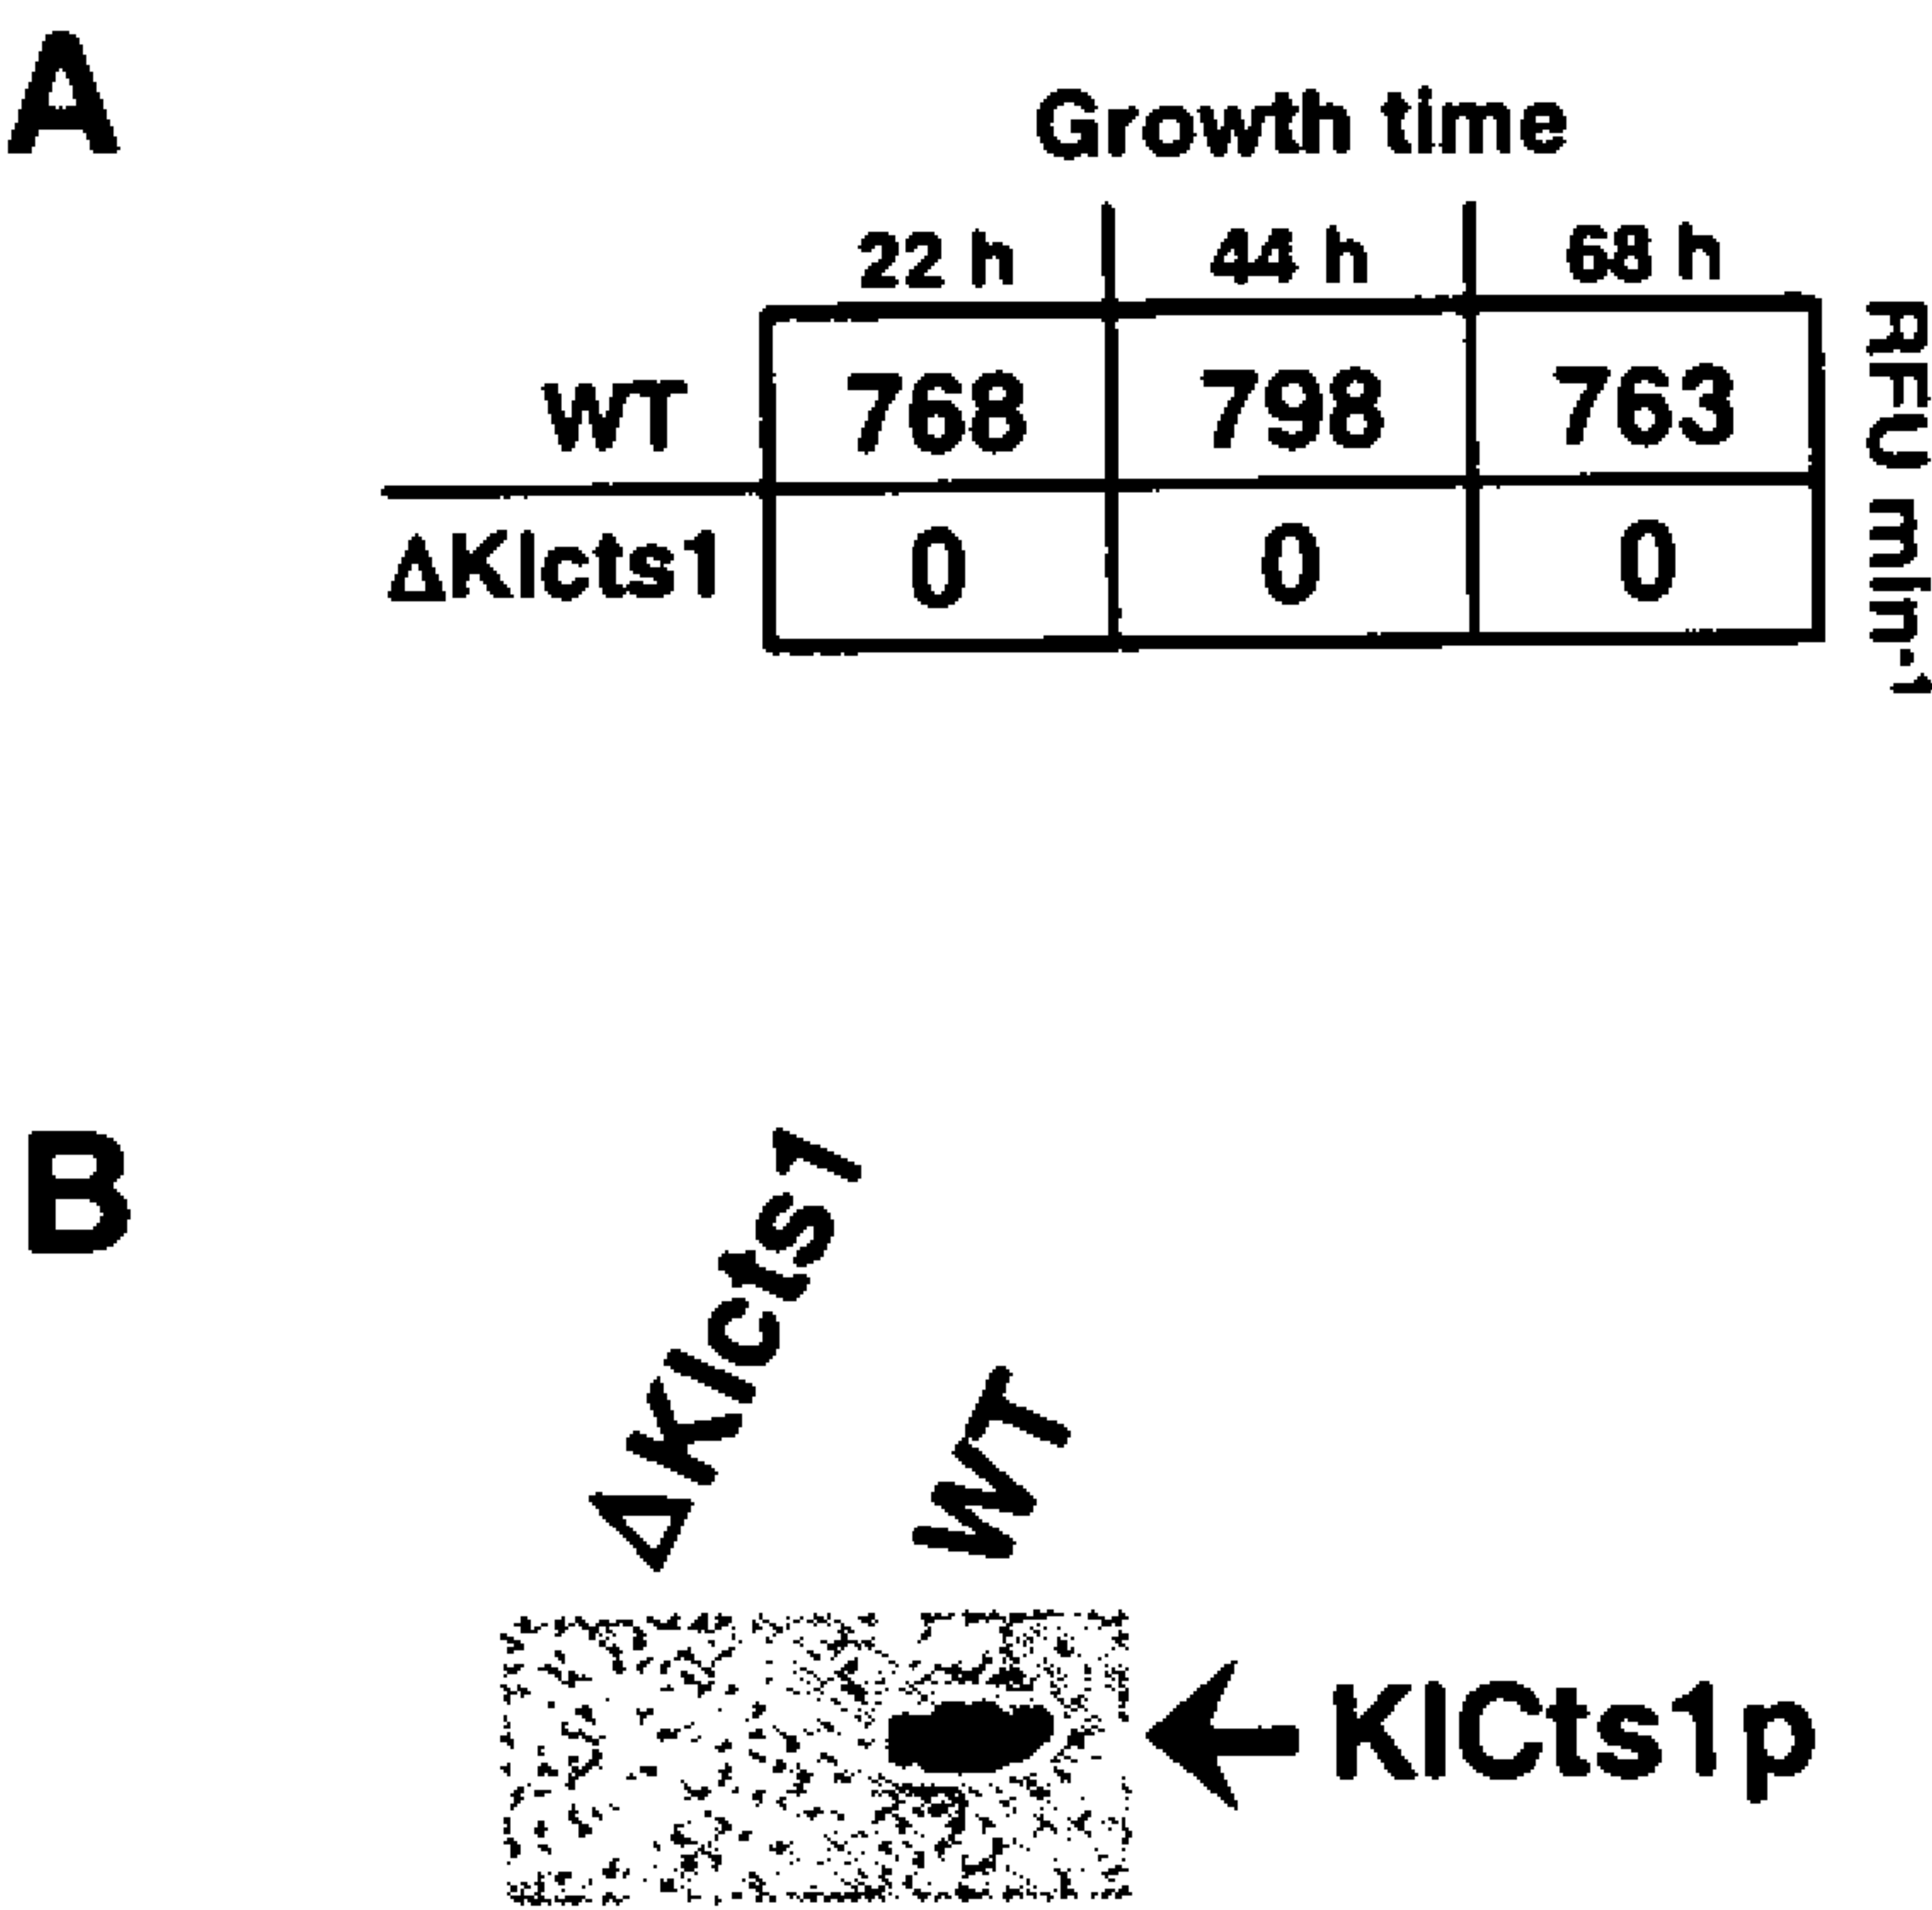 A
Growth time
22 h 44 h 68 h
WT 768 798 763
ΔKlcts1 0 0 0
RFU min-1
B
ΔKlcts1
WT
KlCts1p